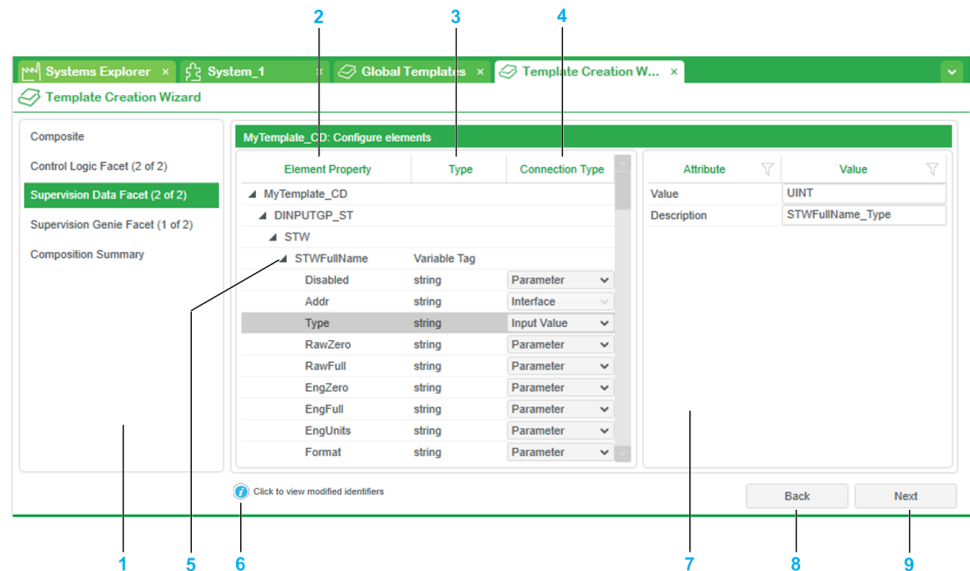 2 3 4
Systems Explorer × System_1 × Global Templates × Template Creation W... ×
Template Creation Wizard
Composite
Control Logic Facet (2 of 2)
Supervision Data Facet (2 of 2)
Supervision Genie Facet (1 of 2)
Composition Summary
MyTemplate_CD: Configure elements
Element Property Type Connection Type
MyTemplate_CD
DINPUTGP_ST
STW
STWFullName Variable Tag
Disabled string Parameter
Addr string Interface
Type string Input Value
RawZero string Parameter
RawFull string Parameter
EngZero string Parameter
EngFull string Parameter
EngUnits string Parameter
Format string Parameter
Attribute Value
Value UINT
Description STWFullName_Type
Click to view modified identifiers
Back Next
1 5 6 7 8 9